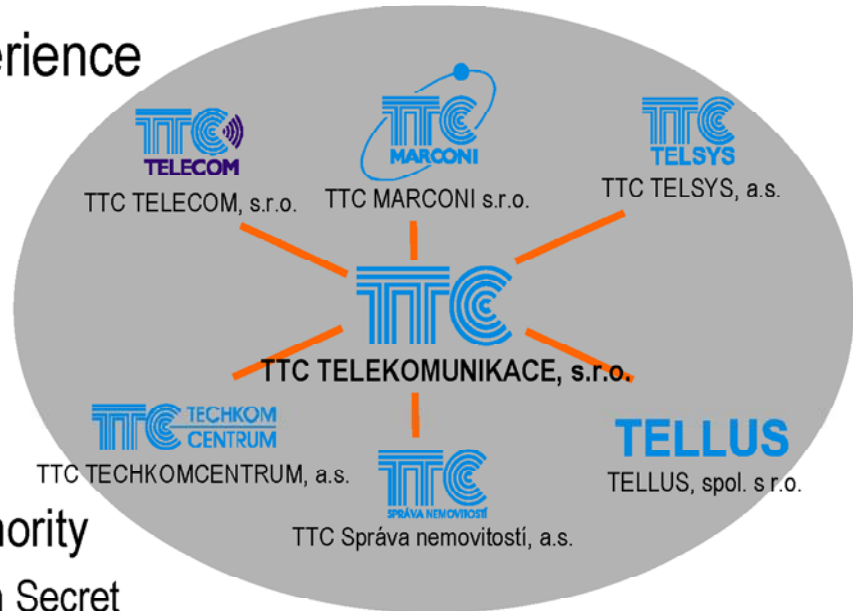 erience
TTC
TELECOM
TTC TELECOM, s.r.o.
TTC
MARCONI
TTC MARCONI s.r.o.
TTC
TELSYS
TTC TELSYS, a.s.
TTC
TTC TELEKOMUNIKACE, s.r.o.
TTC TECHKOM
CENTRUM
TTC TECHKOMCENTRUM, a.s.
TTC
SPRÁVA NEMOVITOSTÍ
TTC Správa nemovitostí, a.s.
TELLUS
TELLUS, spol. s r.o.
ority
Secret